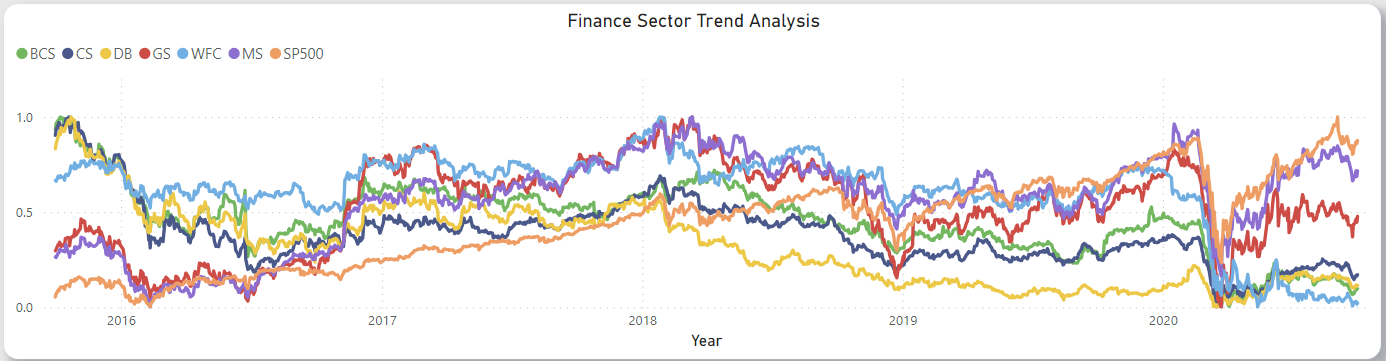 Finance Sector Trend Analysis
BCS CS DB GS WFC MS SP500
1.0
0.5
0.0
2016 2017 2018 2019 2020
Year